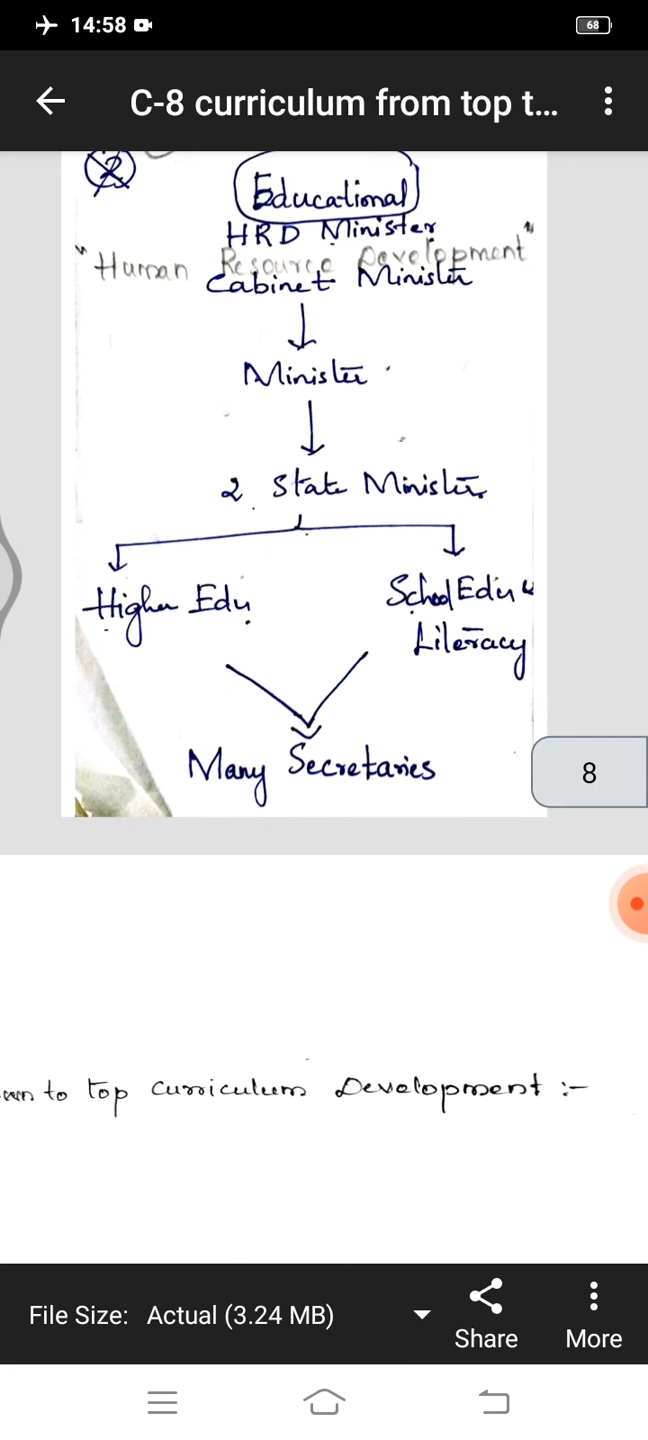 14:58
68
C-8 curriculum from top t...
Educational
HRD Minister
"Human Resource Development"
Cabinet Minister
Minister
2 State Minister
Higher Edu
School Edu &
Literacy
Many Secretaries
8
to top curriculum Development :-
File Size: Actual (3.24 MB)
Share
More